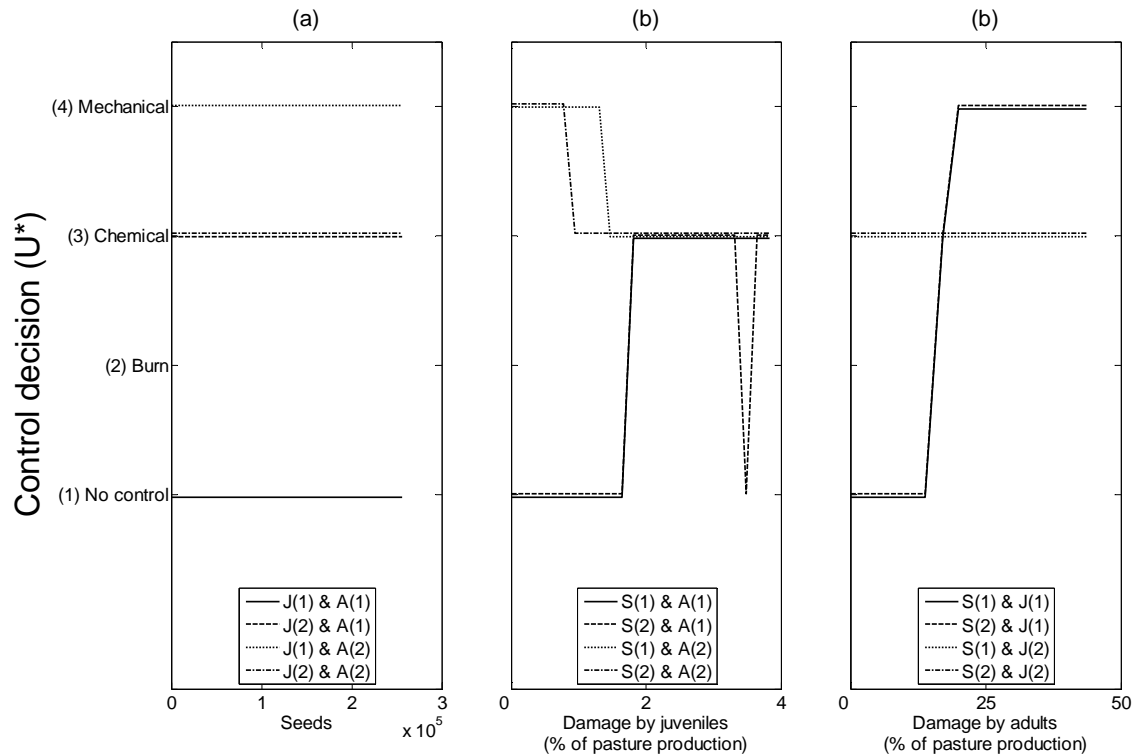 (a)
(b)
(b)
Control decision (U*)
(4) Mechanical
(3) Chemical
(2) Burn
(1) No control
J(1) & A(1)
J(2) & A(1)
J(1) & A(2)
J(2) & A(2)
0 1 2 3
Seeds
x 10^5
S(1) & A(1)
S(2) & A(1)
S(1) & A(2)
S(2) & A(2)
0 2 4
Damage by juveniles
(% of pasture production)
S(1) & J(1)
S(2) & J(1)
S(1) & J(2)
S(2) & J(2)
0 25 50
Damage by adults
(% of pasture production)